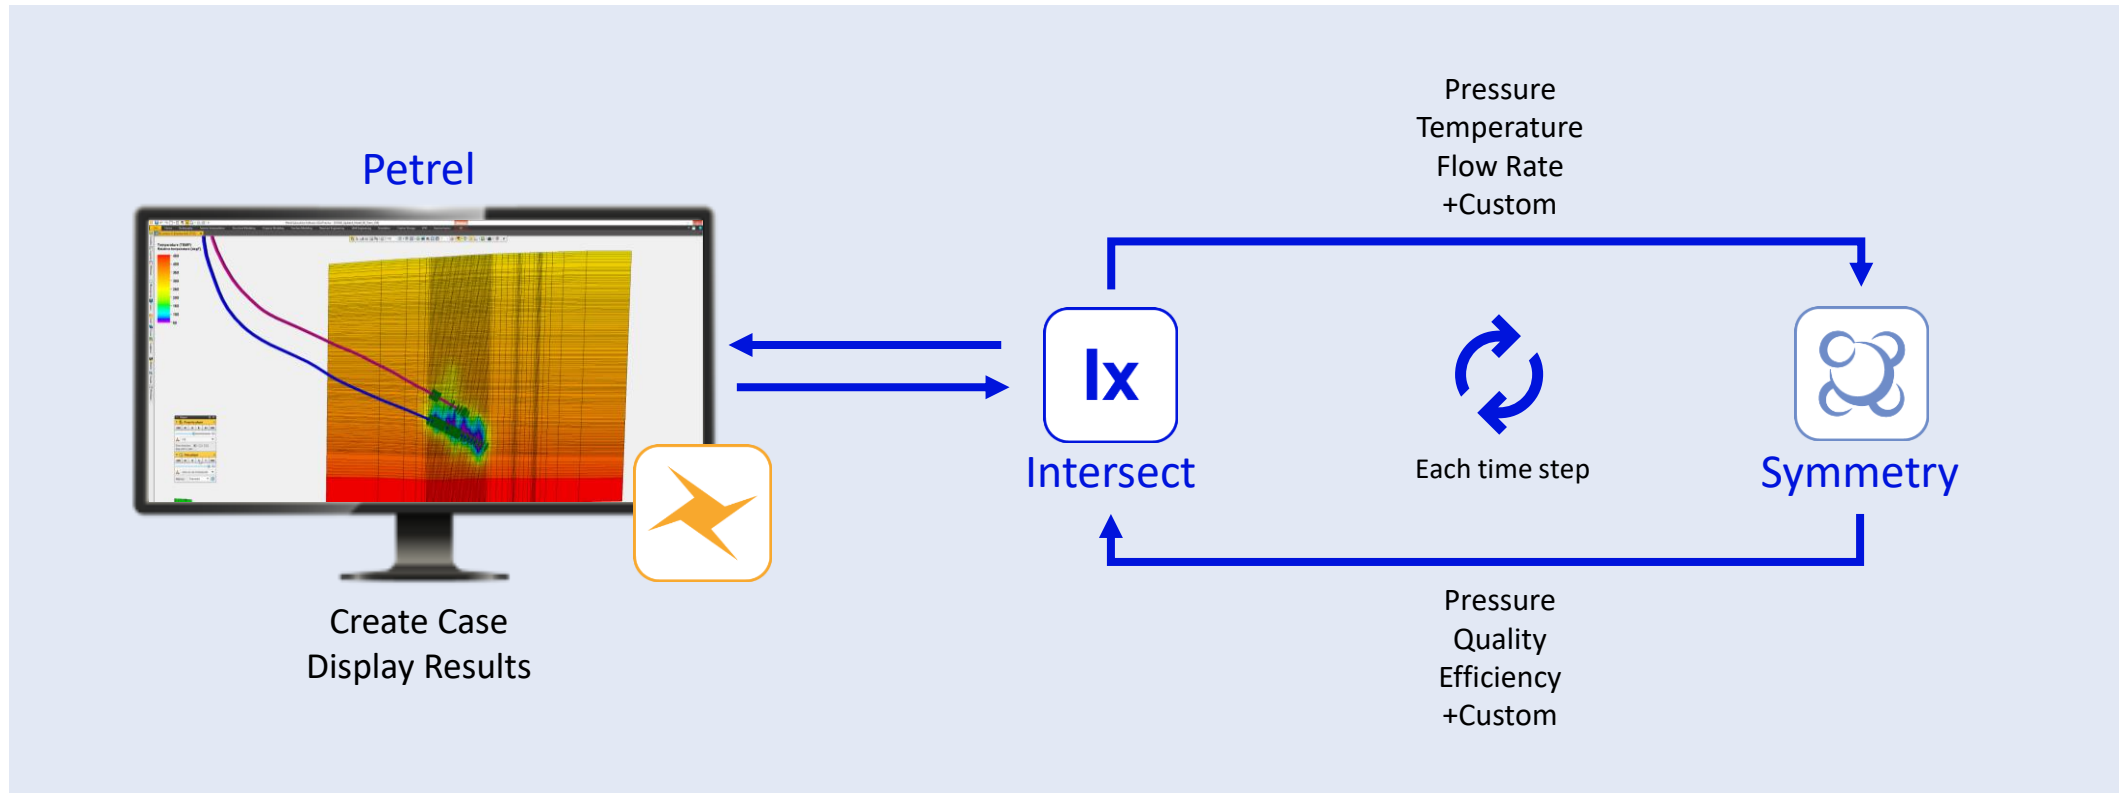 Petrel
Create Case
Display Results
Pressure
Temperature
Flow Rate
+Custom
Ix
Intersect
Each time step
Symmetry
Pressure
Quality
Efficiency
+Custom